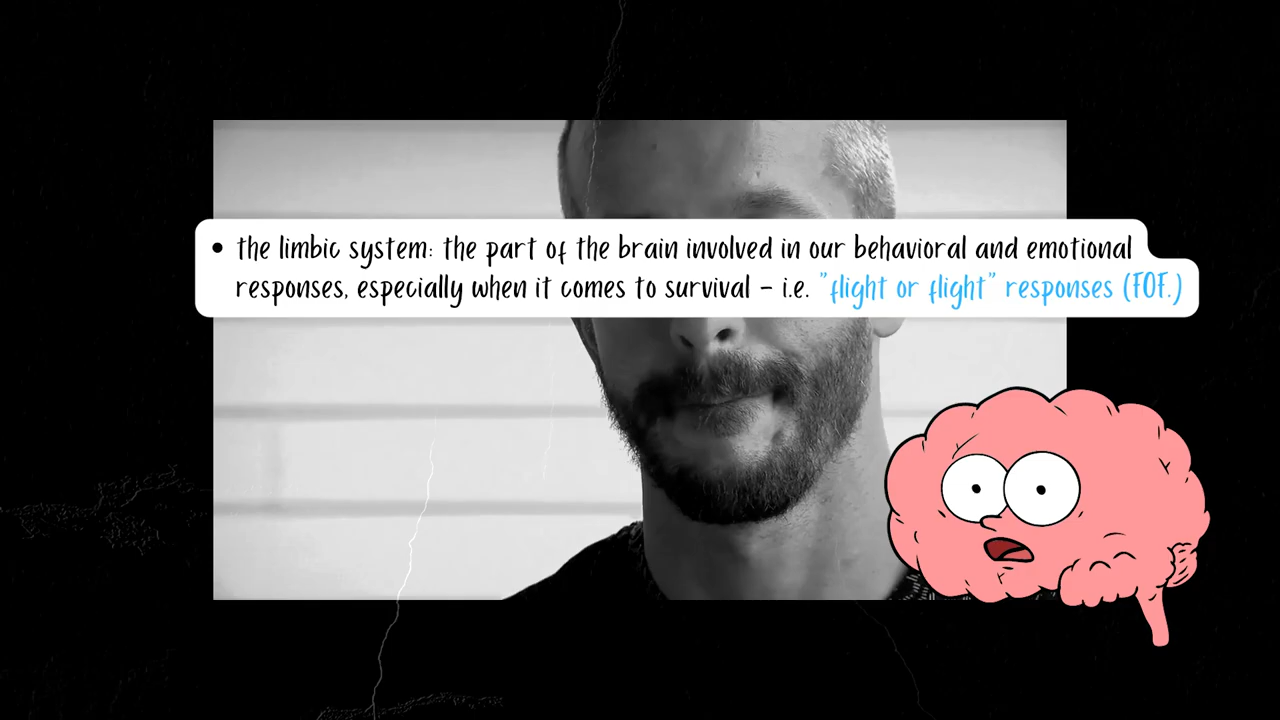 • the limbic system: the part of the brain involved in our behavioral and emotional
responses, especially when it comes to survival – i.e. "flight or flight" responses (FOF.)